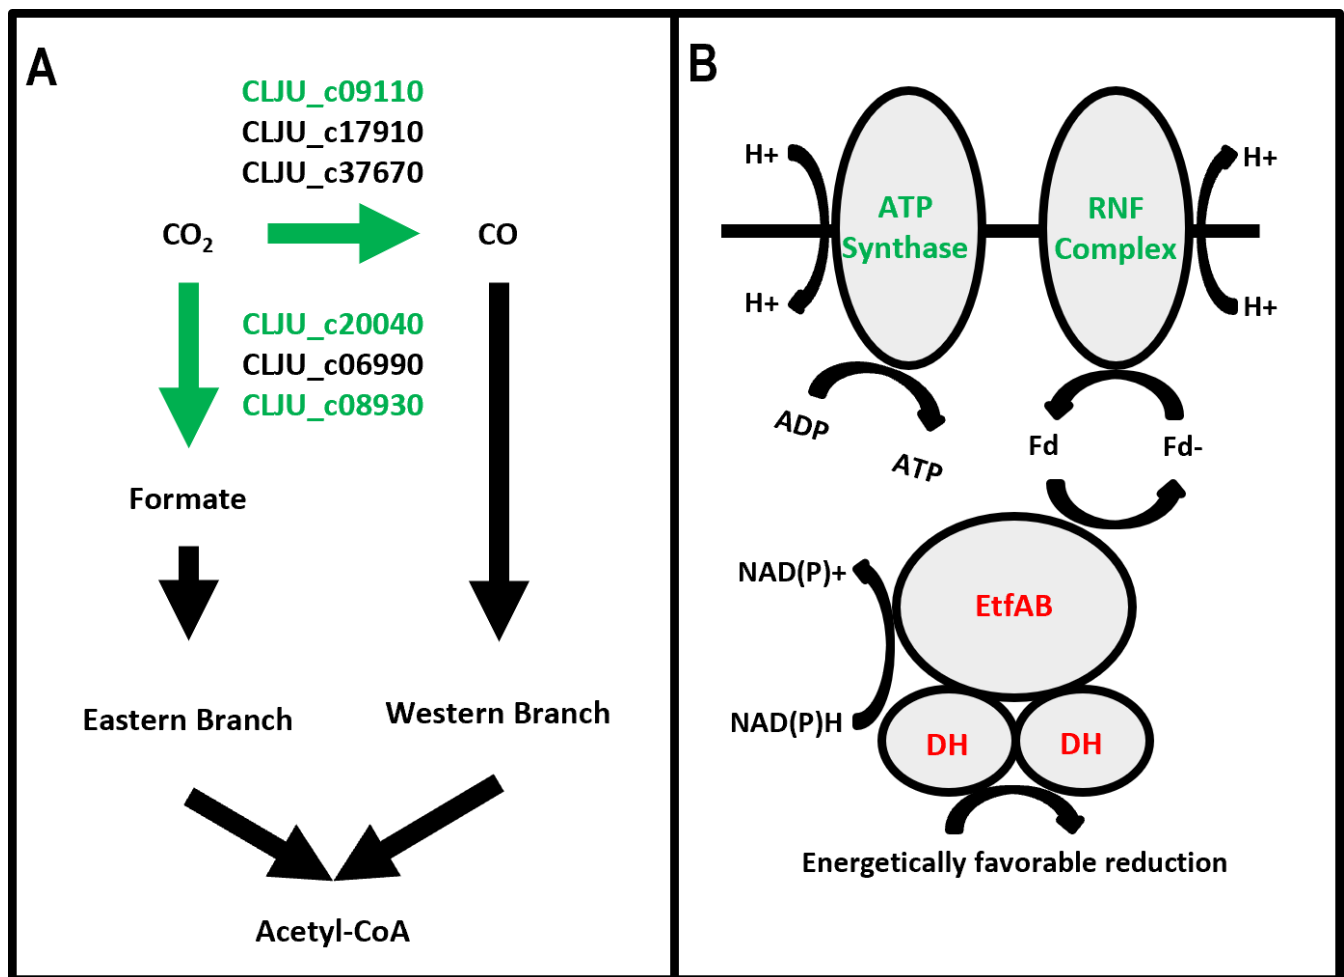 A
CLJU_c09110
CLJU_c17910
CLJU_c37670
CO2
CO
CLJU_c20040
CLJU_c06990
CLJU_c08930
Formate
Eastern Branch
Western Branch
Acetyl-CoA
B
H+
H+
ATP
Synthase
RNF
Complex
H+
H+
ADP
ATP
Fd
Fd-
NAD(P)+
EtfAB
NAD(P)H
DH
DH
Energetically favorable reduction